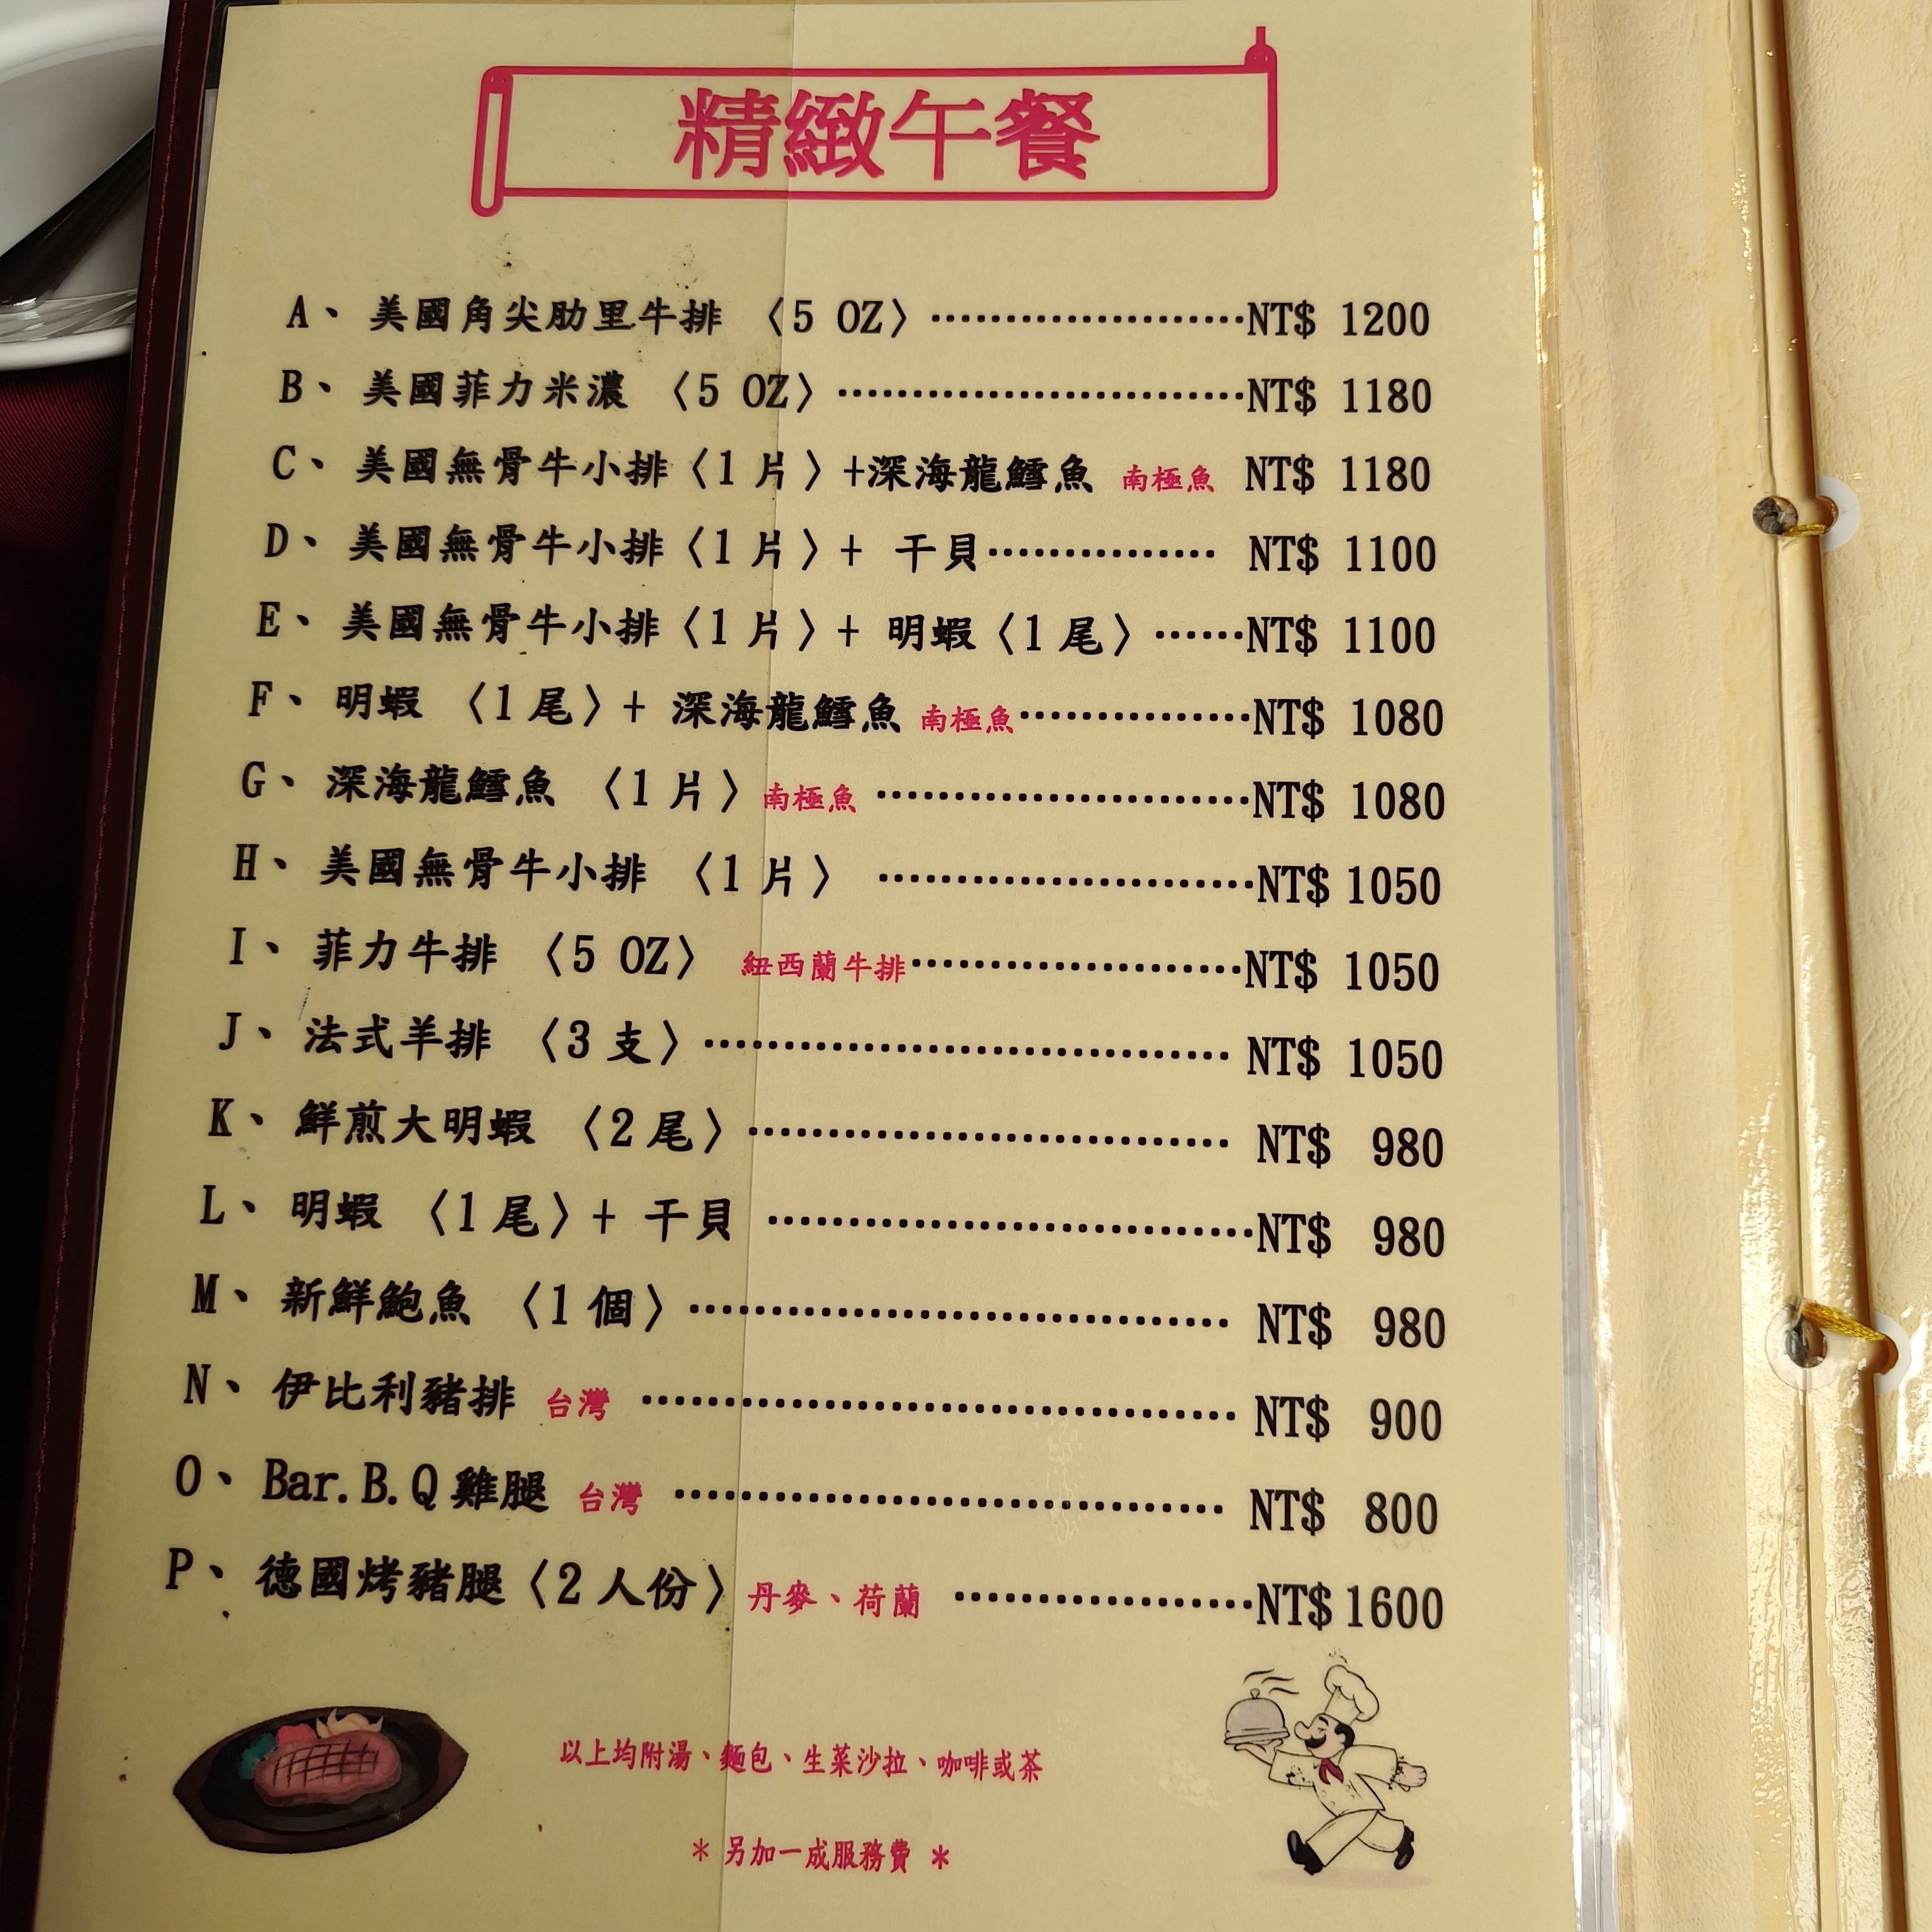 精緻午餐
A、 美國角尖肋里牛排 〈5 OZ〉·····················NT$ 1200
B、 美國菲力米濃 〈5 OZ〉···························NT$ 1180
C、 美國無骨牛小排〈1 片〉+深海龍鱈魚 南極魚 NT$ 1180
D、 美國無骨牛小排〈1 片〉+ 干貝··············· NT$ 1100
E、 美國無骨牛小排〈1 片〉+ 明蝦〈1 尾〉······NT$ 1100
F、 明蝦 〈1 尾〉+ 深海龍鱈魚 南極魚···············NT$ 1080
G、 深海龍鱈魚 〈1 片〉南極魚 ························NT$ 1080
H、 美國無骨牛小排 〈1 片〉 ························NT$ 1050
I、 菲力牛排 〈5 OZ〉 紐西蘭牛排·····················NT$ 1050
J、 法式羊排 〈3 支〉································· NT$ 1050
K、 鮮煎大明蝦 〈2 尾〉······························ NT$ 980
L、 明蝦 〈1 尾〉+ 干貝 ······························NT$ 980
M、 新鮮鮑魚 〈1 個〉································· NT$ 980
N、 伊比利豬排 台灣 ···································· NT$ 900
O、 Bar.B.Q 雞腿 台灣 ································· NT$ 800
P、 德國烤豬腿〈2 人份〉丹麥、荷蘭 ··················NT$ 1600
以上均附湯、麵包、生菜沙拉、咖啡或茶
＊ 另加一成服務費 ＊